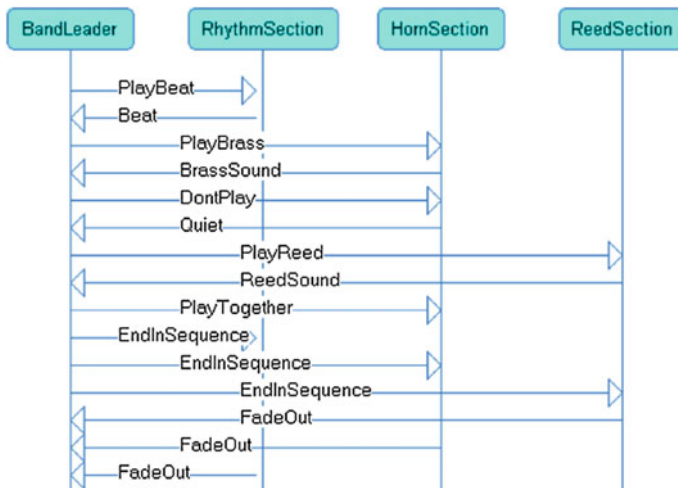 BandLeader RhythmSection HornSection ReedSection
PlayBeat
Beat
PlayBrass
BrassSound
DontPlay
Quiet
PlayReed
ReedSound
PlayTogether
EndInSequence
EndInSequence
EndInSequence
FadeOut
FadeOut
FadeOut